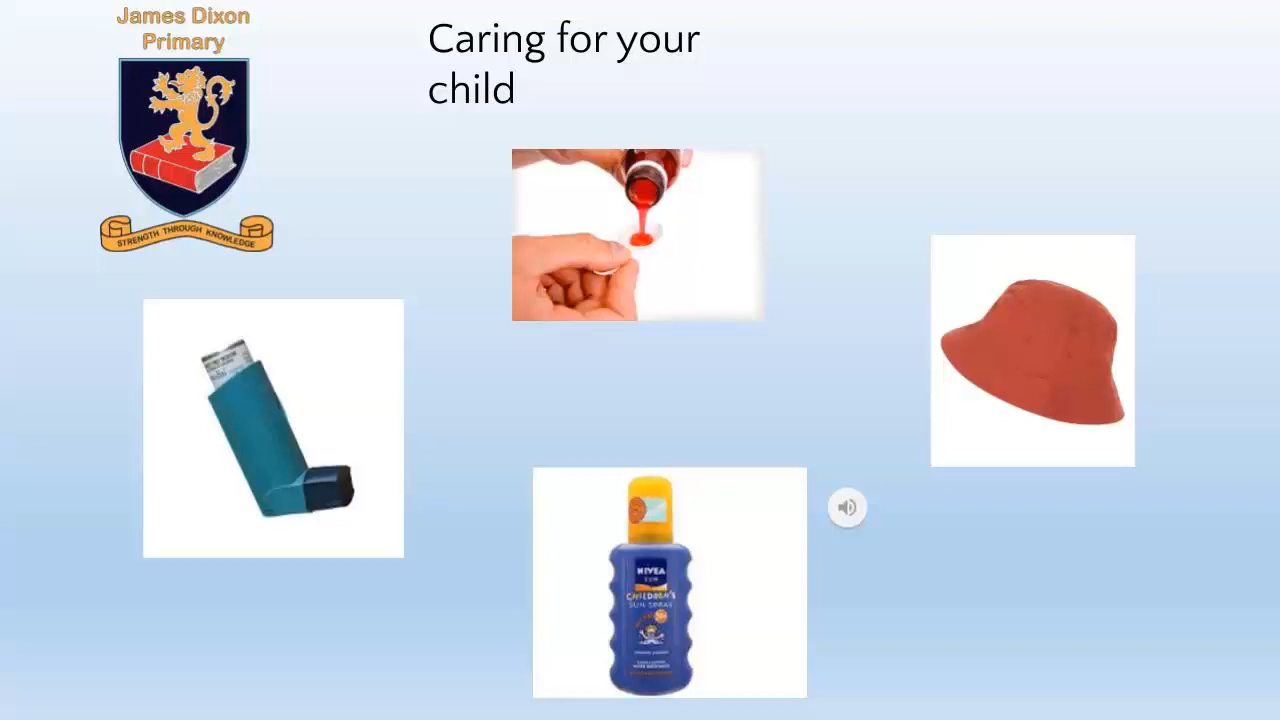 James Dixon
Primary
Caring for your
child
STRENGTH THROUGH KNOWLEDGE
NIVEA
SUN
CHILDREN'S
SUN SPRAY